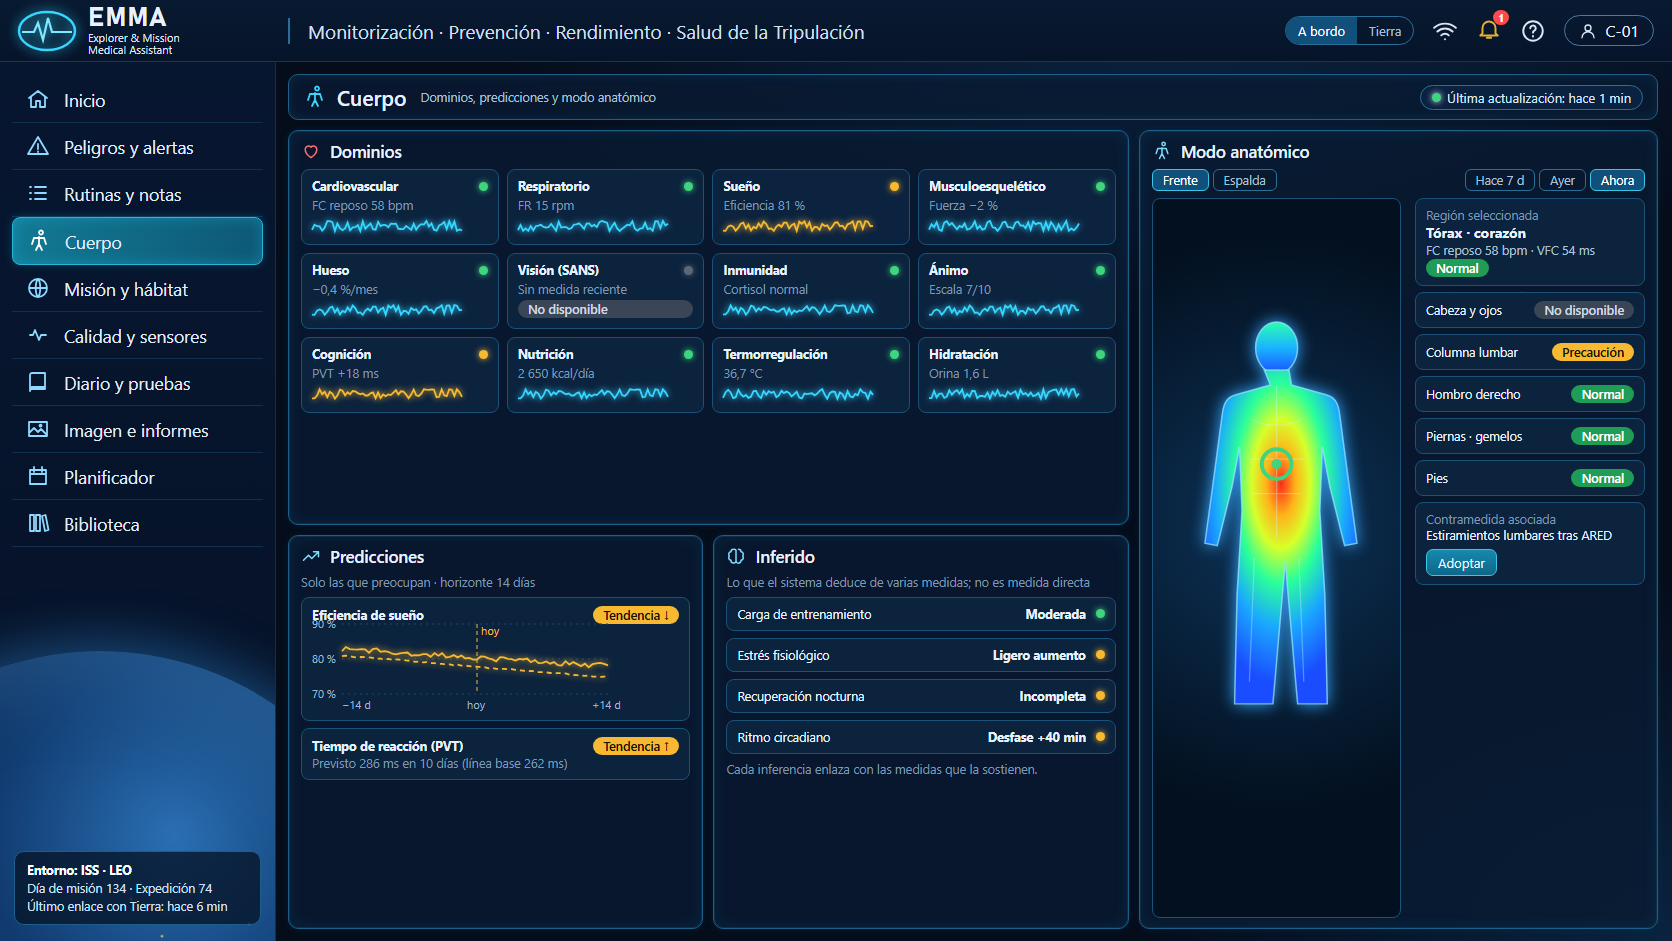 EMMA
Explorer & Mission
Medical Assistant
Monitorización · Prevención · Rendimiento · Salud de la Tripulación
A bordo
Tierra
1
C-01
Inicio
Peligros y alertas
Rutinas y notas
Cuerpo
Misión y hábitat
Calidad y sensores
Diario y pruebas
Imagen e informes
Planificador
Biblioteca
Entorno: ISS · LEO
Día de misión 134 · Expedición 74
Último enlace con Tierra: hace 6 min
Cuerpo
Dominios, predicciones y modo anatómico
Última actualización: hace 1 min
Dominios
Cardiovascular
FC reposo 58 bpm
Respiratorio
FR 15 rpm
Sueño
Eficiencia 81 %
Musculoesquelético
Fuerza −2 %
Hueso
−0,4 %/mes
Visión (SANS)
Sin medida reciente
No disponible
Inmunidad
Cortisol normal
Ánimo
Escala 7/10
Cognición
PVT +18 ms
Nutrición
2 650 kcal/día
Termorregulación
36,7 °C
Hidratación
Orina 1,6 L
Predicciones
Solo las que preocupan · horizonte 14 días
Eficiencia de sueño
Tendencia ↓
90 %
hoy
80 %
70 %
−14 d
hoy
+14 d
Tiempo de reacción (PVT)
Tendencia ↑
Previsto 286 ms en 10 días (línea base 262 ms)
Inferido
Lo que el sistema deduce de varias medidas; no es medida directa
Carga de entrenamiento
Moderada
Estrés fisiológico
Ligero aumento
Recuperación nocturna
Incompleta
Ritmo circadiano
Desfase +40 min
Cada inferencia enlaza con las medidas que la sostienen.
Modo anatómico
Frente
Espalda
Hace 7 d
Ayer
Ahora
Región seleccionada
Tórax · corazón
FC reposo 58 bpm · VFC 54 ms
Normal
Cabeza y ojos
No disponible
Columna lumbar
Precaución
Hombro derecho
Normal
Piernas · gemelos
Normal
Pies
Normal
Contramedida asociada
Estiramientos lumbares tras ARED
Adoptar